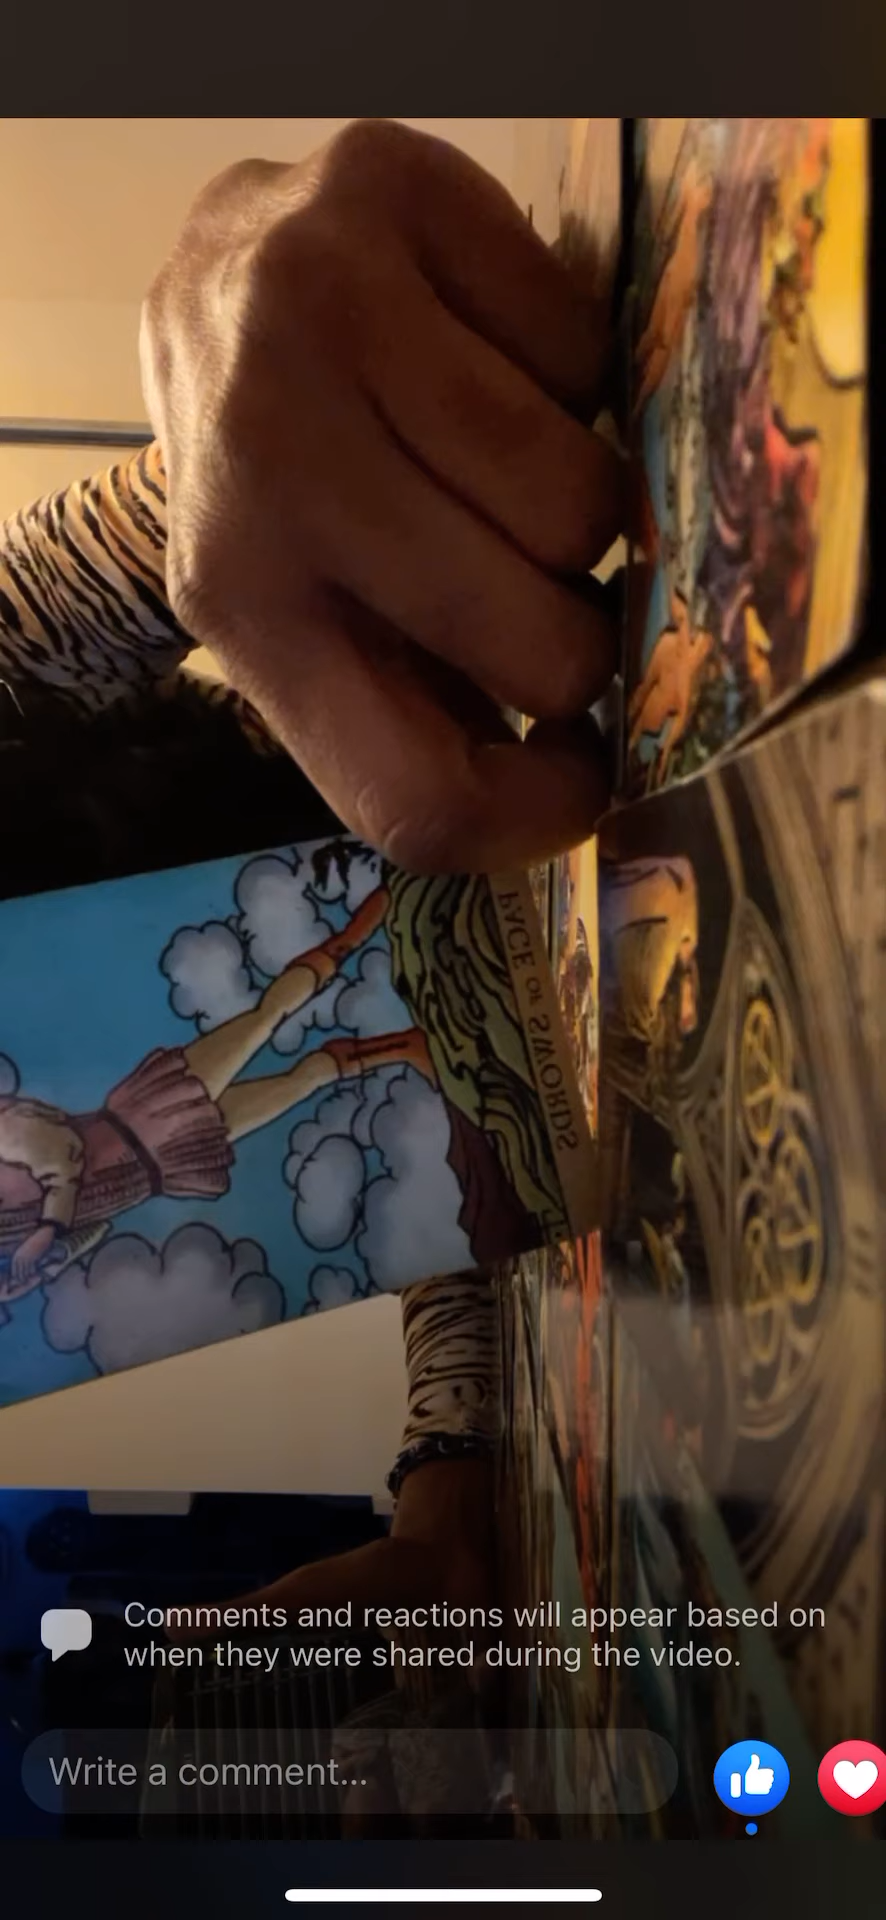 PAGE OF SWORDS
Comments and reactions will appear based on
when they were shared during the video.
Write a comment...